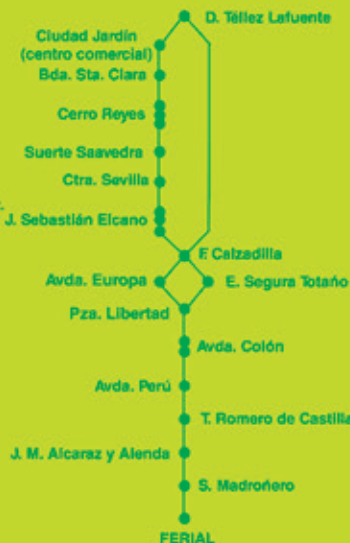 D. Téllez Lafuente
Ciudad Jardín
(centro comercial)
Bda. Sta. Clara
Cerro Reyes
Suerte Saavedra
Ctra. Sevilla
J. Sebastián Elcano
F. Calzadilla
Avda. Europa
E. Segura Totaño
Pza. Libertad
Avda. Colón
Avda. Perú
T. Romero de Castilla
J. M. Alcaraz y Alenda
S. Madroñero
FERIAL